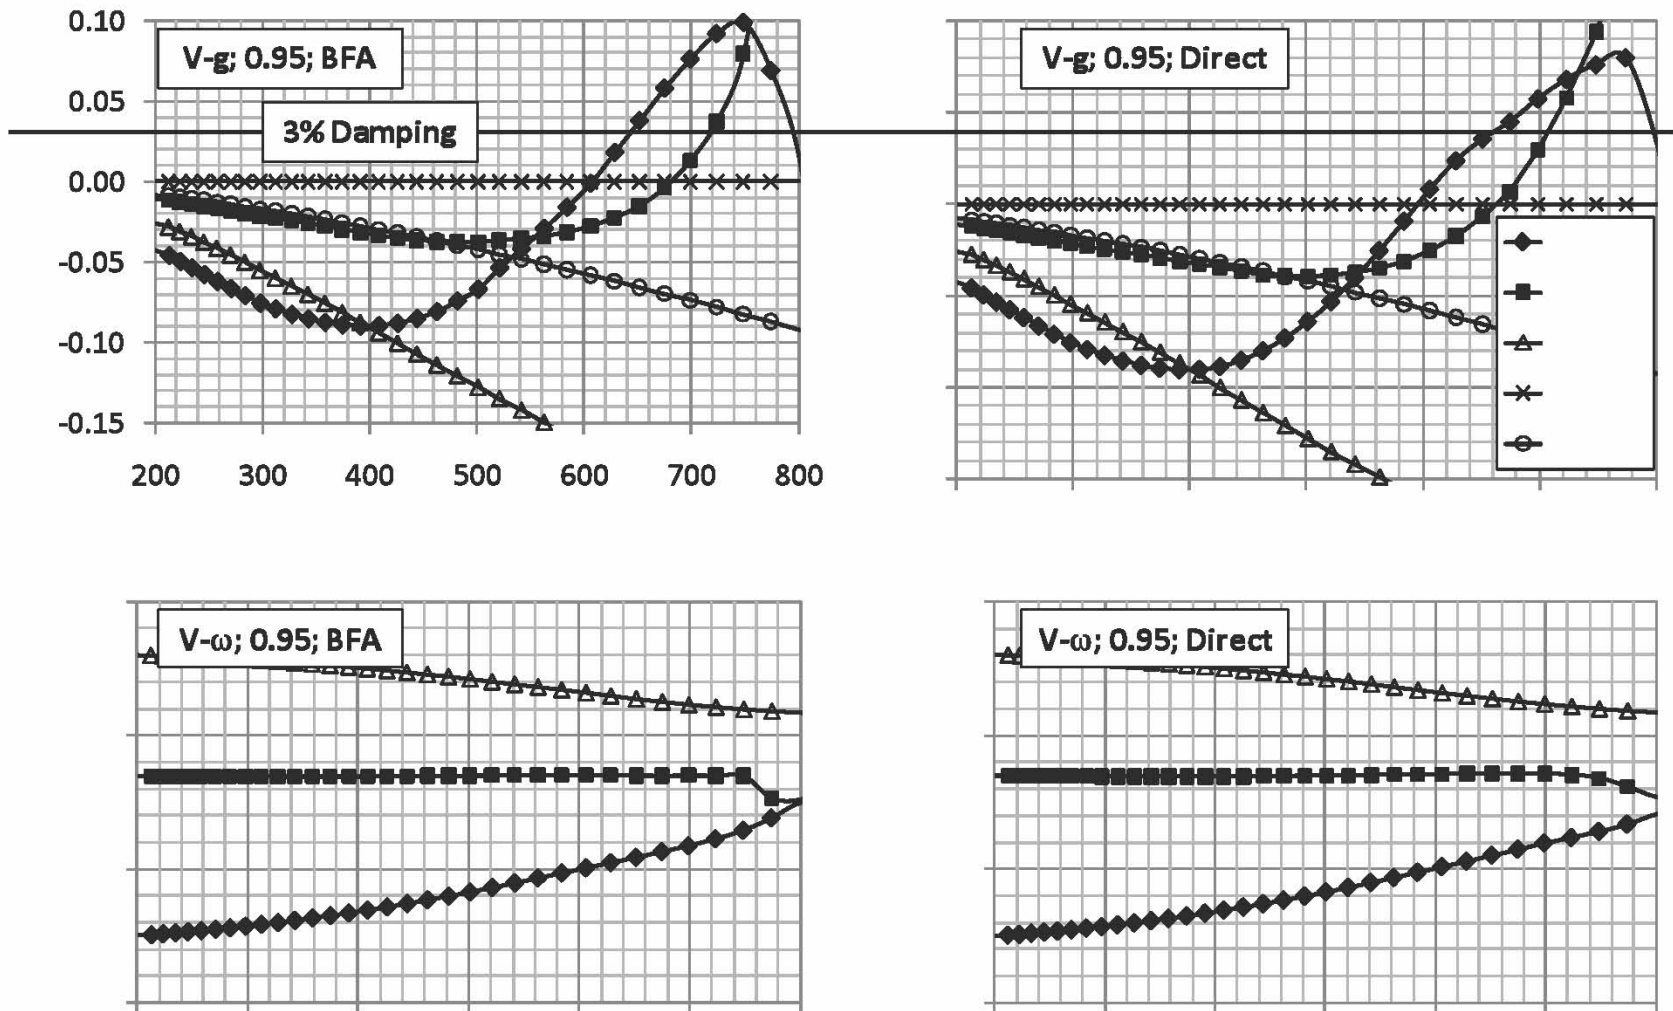 V-g; 0.95; BFA
V-g; 0.95; Direct
3% Damping
0.10
0.05
0.00
-0.05
-0.10
-0.15
200 300 400 500 600 700 800
V-ω; 0.95; BFA
V-ω; 0.95; Direct